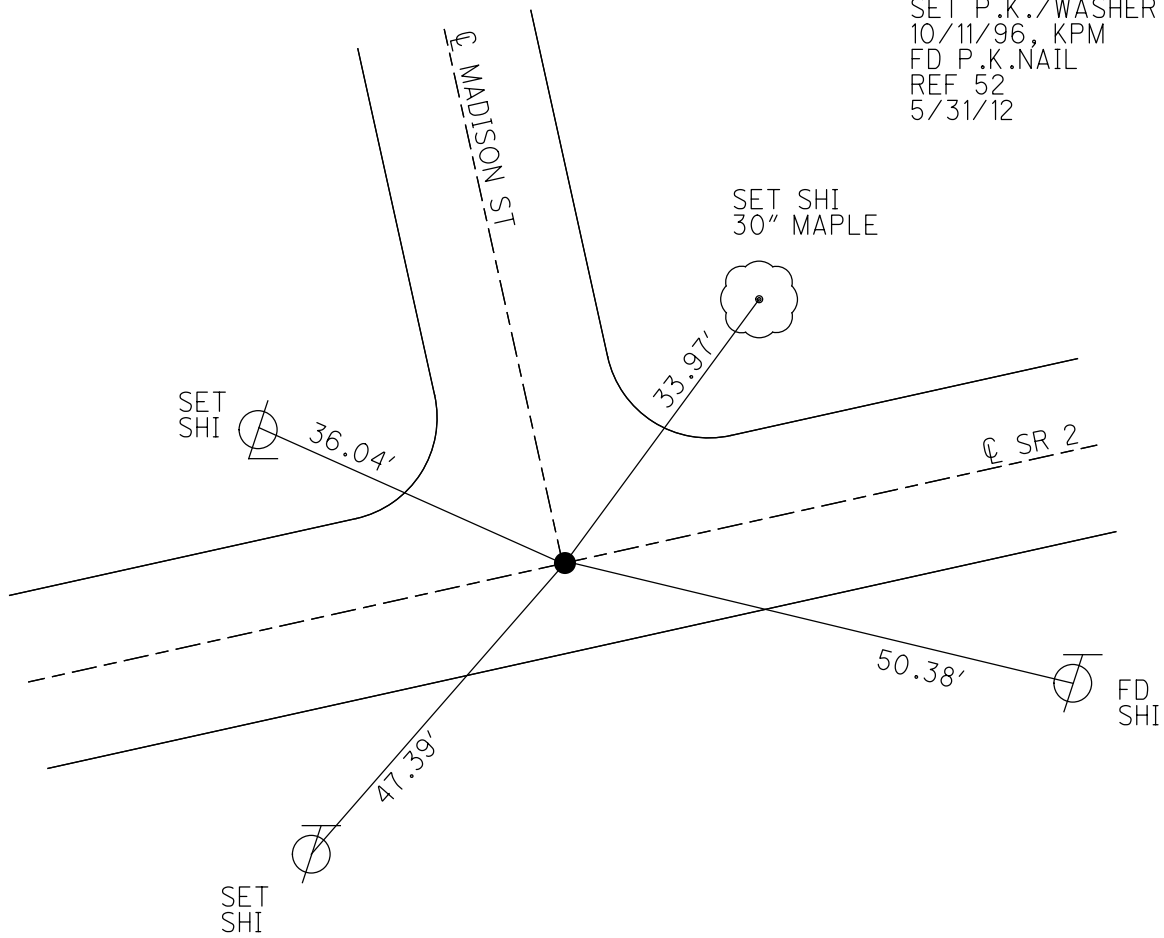 SET P.K./WASHER
10/11/96, KPM
FD P.K.NAIL
REF 52
5/31/12
℄ MADISON ST
SET SHI
30" MAPLE
33.97'
SET
SHI
36.04'
℄ SR 2
50.38'
FD
SHI
47.39'
SET
SHI